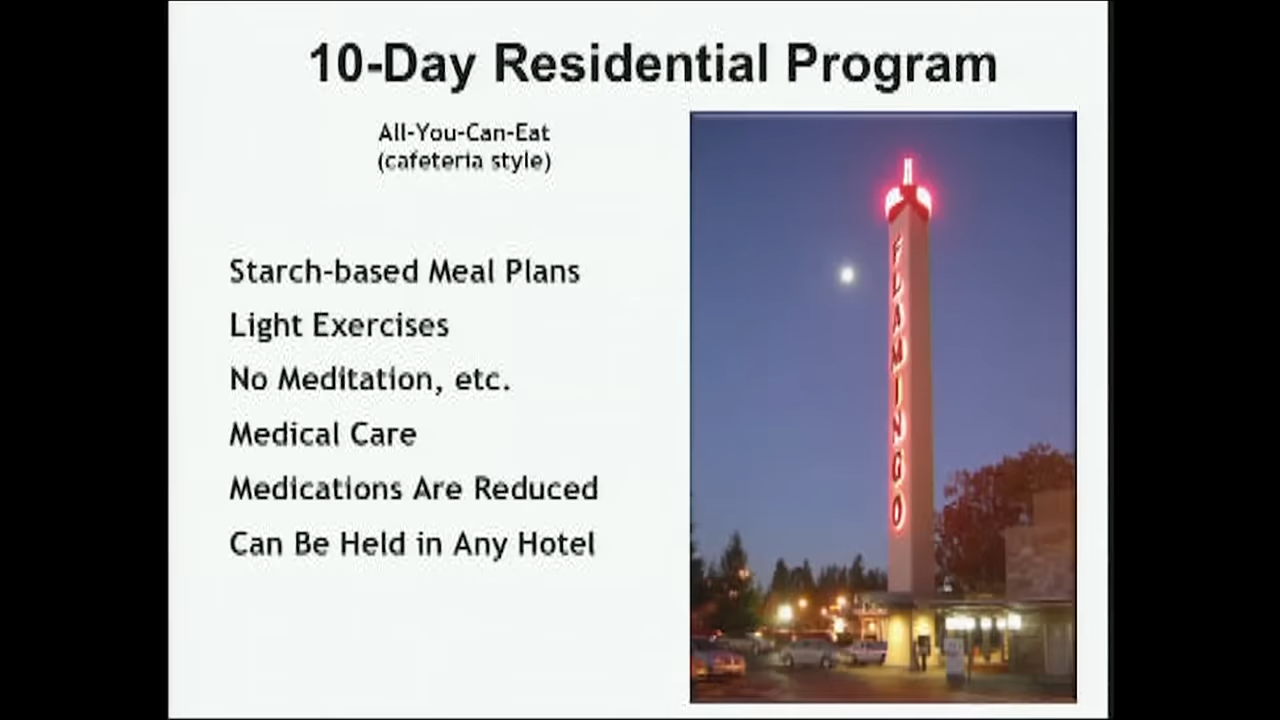 10-Day Residential Program
All-You-Can-Eat
(cafeteria style)
Starch-based Meal Plans
Light Exercises
No Meditation, etc.
Medical Care
Medications Are Reduced
Can Be Held in Any Hotel
FLAMINGO